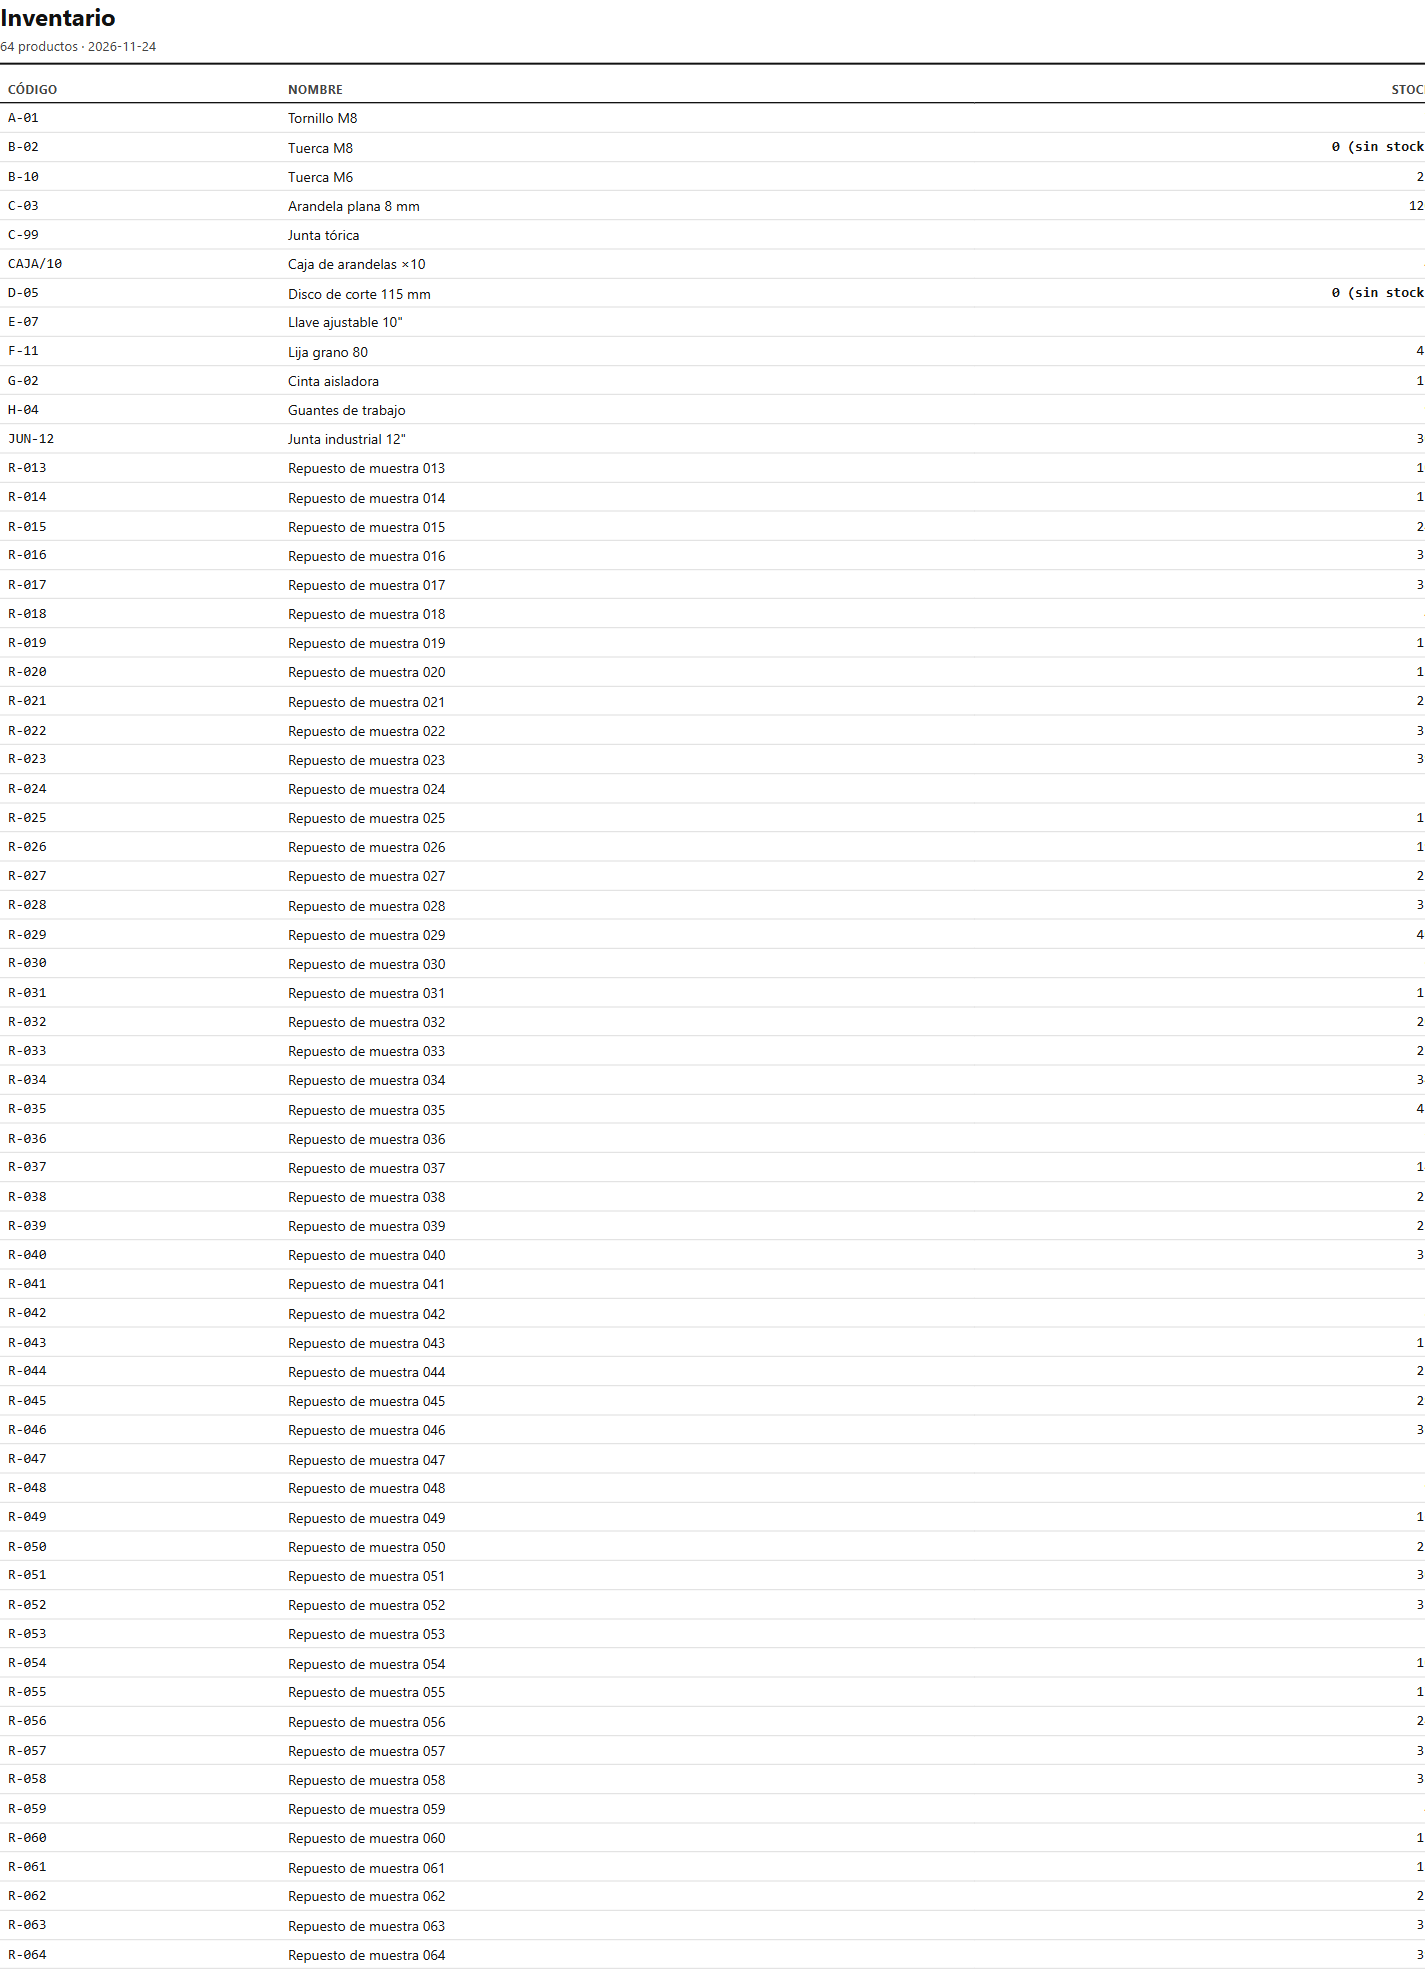 Inventario
64 productos · 2026-11-24
CÓDIGO NOMBRE
A-01 Tornillo M8
B-02 Tuerca M8 0 (sin stock
B-10 Tuerca M6 2
C-03 Arandela plana 8 mm 12
C-99 Junta tórica
CAJA/10 Caja de arandelas ×10
D-05 Disco de corte 115 mm 0 (sin stock
E-07 Llave ajustable 10"
F-11 Lija grano 80 4
G-02 Cinta aisladora 1
H-04 Guantes de trabajo
JUN-12 Junta industrial 12" 3
R-013 Repuesto de muestra 013 1
R-014 Repuesto de muestra 014 1
R-015 Repuesto de muestra 015 2
R-016 Repuesto de muestra 016 3
R-017 Repuesto de muestra 017 3
R-018 Repuesto de muestra 018
R-019 Repuesto de muestra 019 1
R-020 Repuesto de muestra 020 1
R-021 Repuesto de muestra 021 2
R-022 Repuesto de muestra 022 3
R-023 Repuesto de muestra 023 3
R-024 Repuesto de muestra 024
R-025 Repuesto de muestra 025 1
R-026 Repuesto de muestra 026 1
R-027 Repuesto de muestra 027 2
R-028 Repuesto de muestra 028 3
R-029 Repuesto de muestra 029 4
R-030 Repuesto de muestra 030
R-031 Repuesto de muestra 031 1
R-032 Repuesto de muestra 032 2
R-033 Repuesto de muestra 033 2
R-034 Repuesto de muestra 034 3
R-035 Repuesto de muestra 035 4
R-036 Repuesto de muestra 036
R-037 Repuesto de muestra 037 1
R-038 Repuesto de muestra 038 2
R-039 Repuesto de muestra 039 2
R-040 Repuesto de muestra 040 3
R-041 Repuesto de muestra 041
R-042 Repuesto de muestra 042
R-043 Repuesto de muestra 043 1
R-044 Repuesto de muestra 044 2
R-045 Repuesto de muestra 045 2
R-046 Repuesto de muestra 046 3
R-047 Repuesto de muestra 047
R-048 Repuesto de muestra 048
R-049 Repuesto de muestra 049 1
R-050 Repuesto de muestra 050 2
R-051 Repuesto de muestra 051 3
R-052 Repuesto de muestra 052 3
R-053 Repuesto de muestra 053
R-054 Repuesto de muestra 054 1
R-055 Repuesto de muestra 055 1
R-056 Repuesto de muestra 056 2
R-057 Repuesto de muestra 057 3
R-058 Repuesto de muestra 058 3
R-059 Repuesto de muestra 059
R-060 Repuesto de muestra 060 1
R-061 Repuesto de muestra 061 1
R-062 Repuesto de muestra 062 2
R-063 Repuesto de muestra 063 3
R-064 Repuesto de muestra 064 3